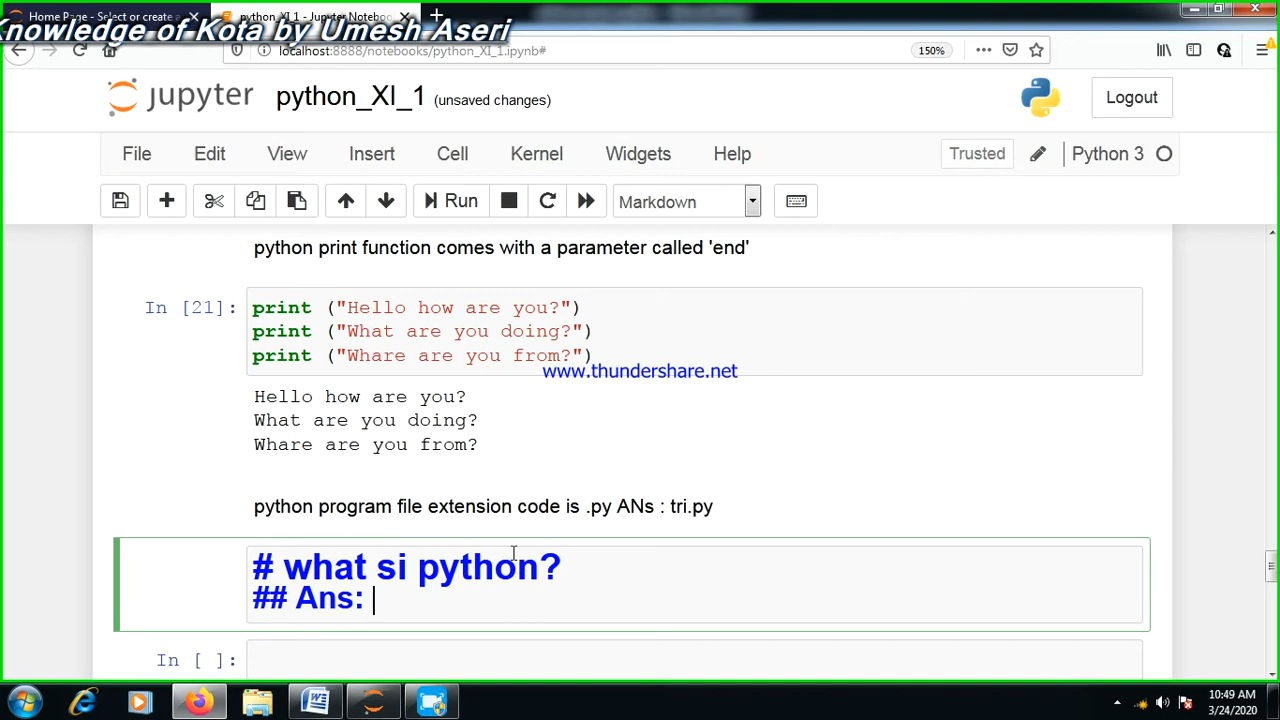 Home Page - Select or create a
python_XI_1 - Jupyter Notebook
Knowledge of Kota by Umesh Aseri
localhost:8888/notebooks/python_XI_1.ipynb#
150%
jupyter python_XI_1 (unsaved changes)
Logout
File Edit View Insert Cell Kernel Widgets Help
Trusted
Python 3
Run
Markdown
python print function comes with a parameter called 'end'
In [21]: print ("Hello how are you?")
print ("What are you doing?")
print ("Whare are you from?")
www.thundershare.net
Hello how are you?
What are you doing?
Whare are you from?
python program file extension code is .py ANs : tri.py
# what si python?
## Ans:
In [ ]:
10:49 AM
3/24/2020